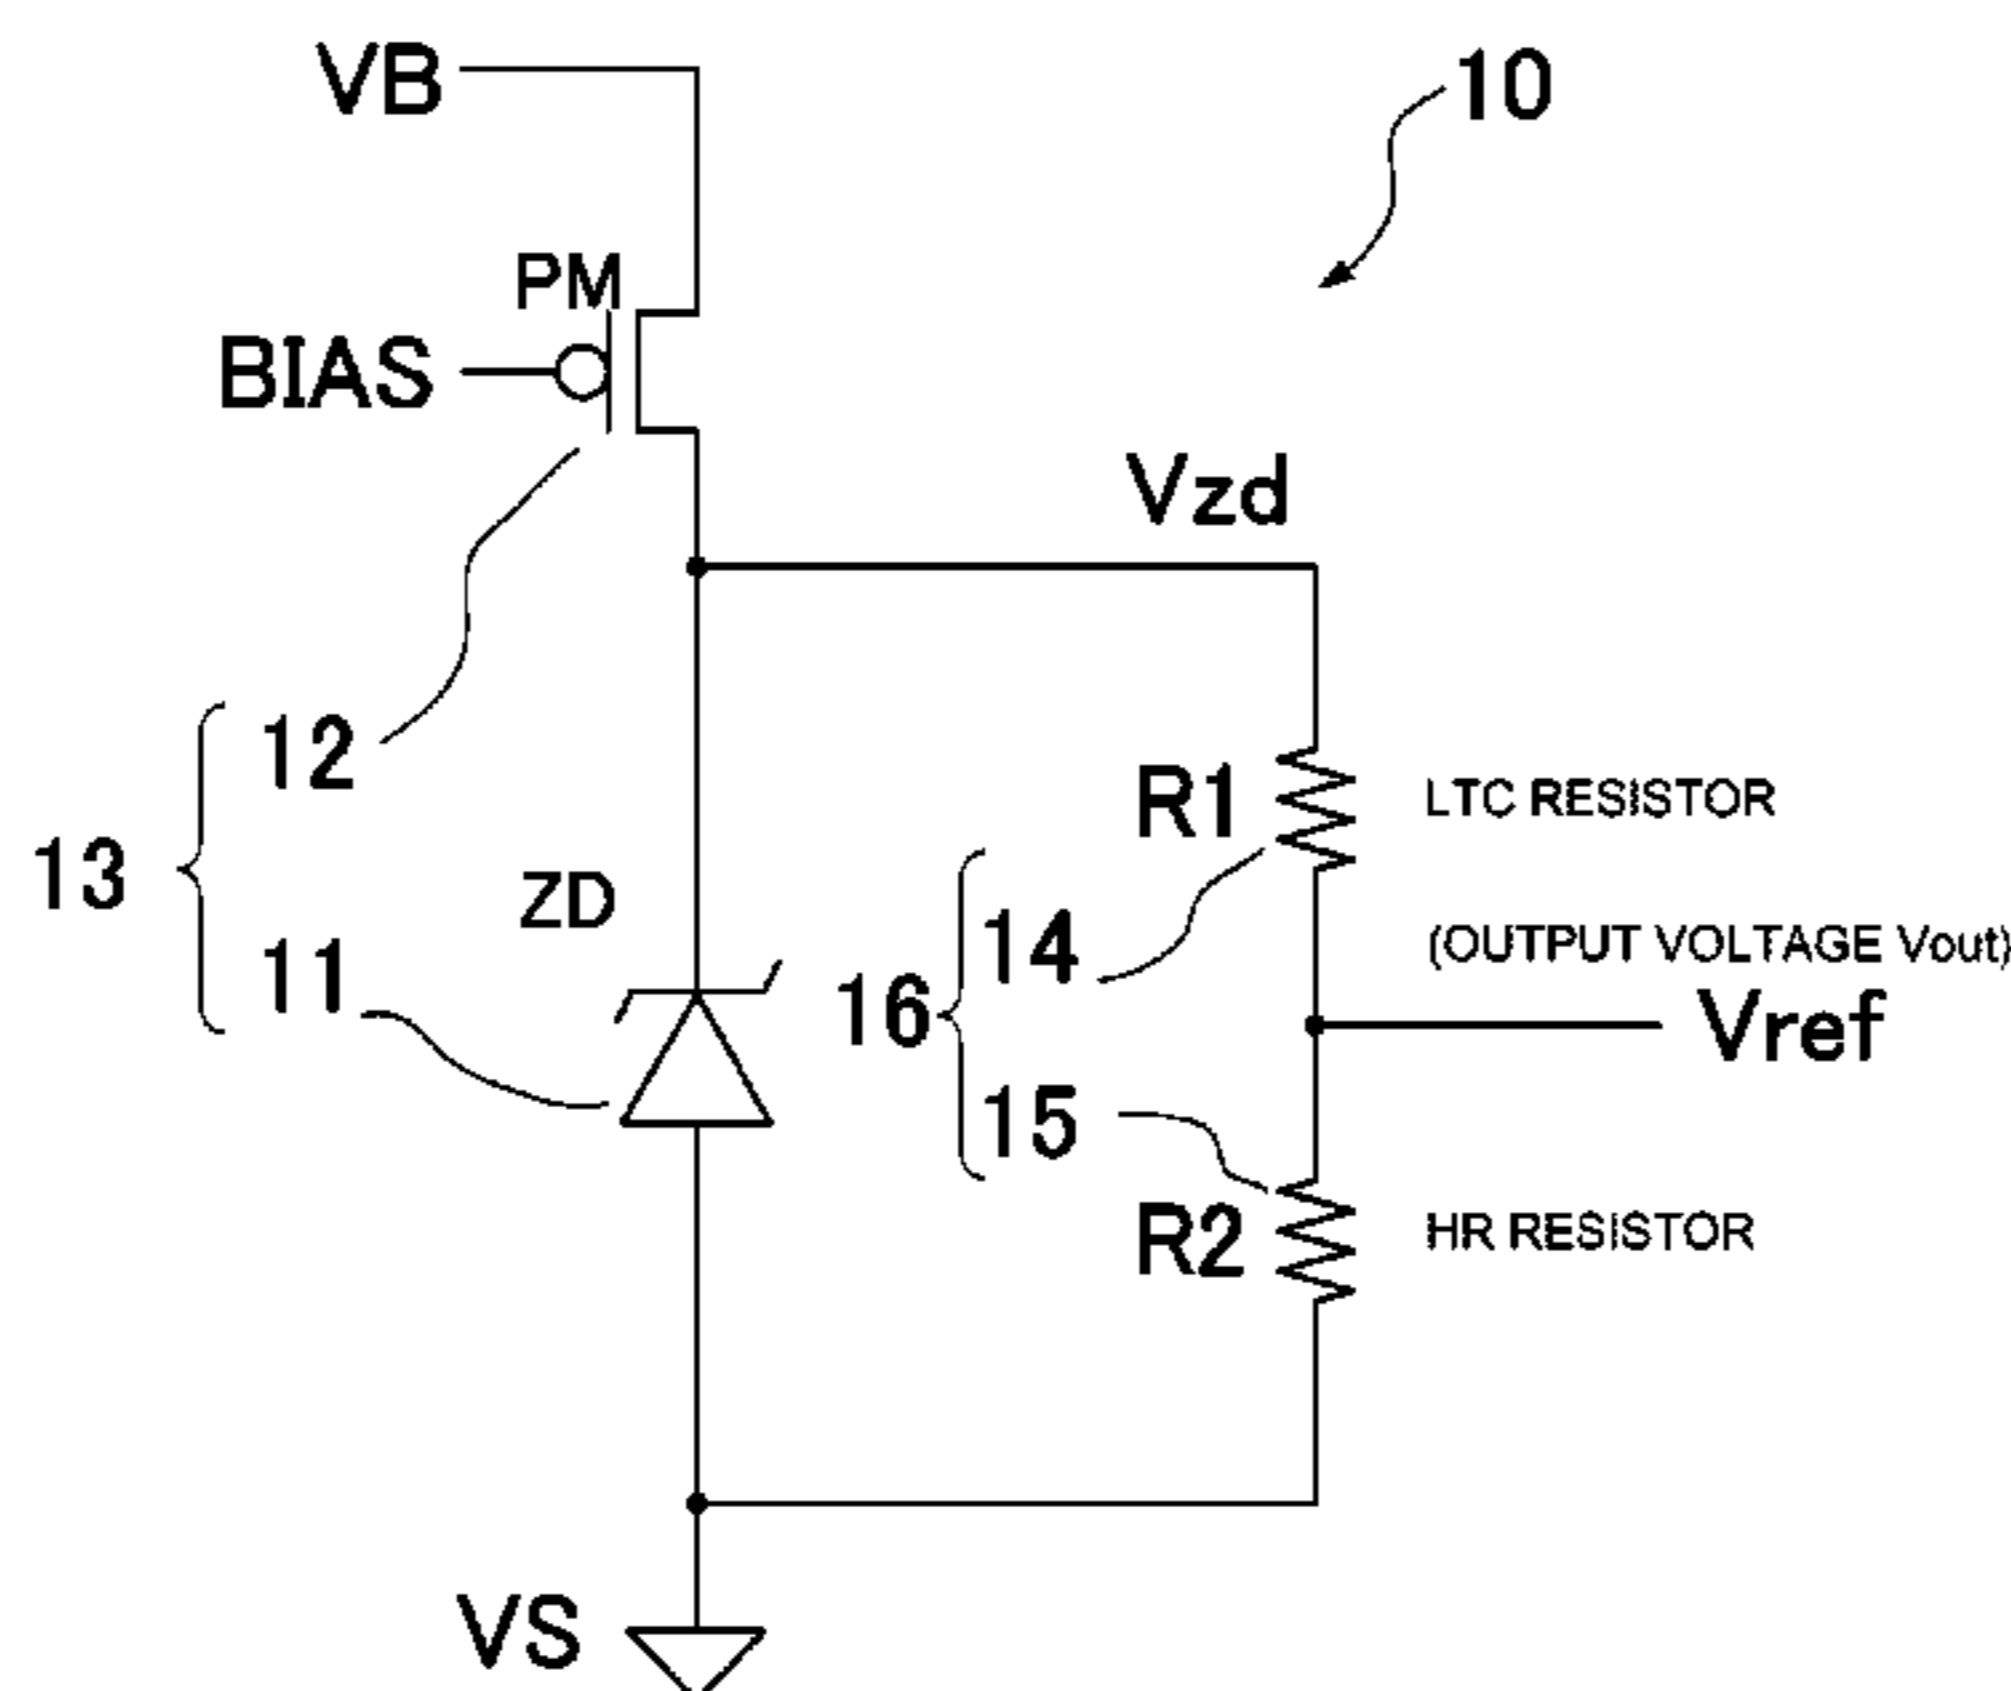 VB
10
PM
BIAS
Vzd
12
R1
LTC RESISTOR
13
ZD
14
(OUTPUT VOLTAGE Vout)
11
16
Vref
15
R2
HR RESISTOR
VS